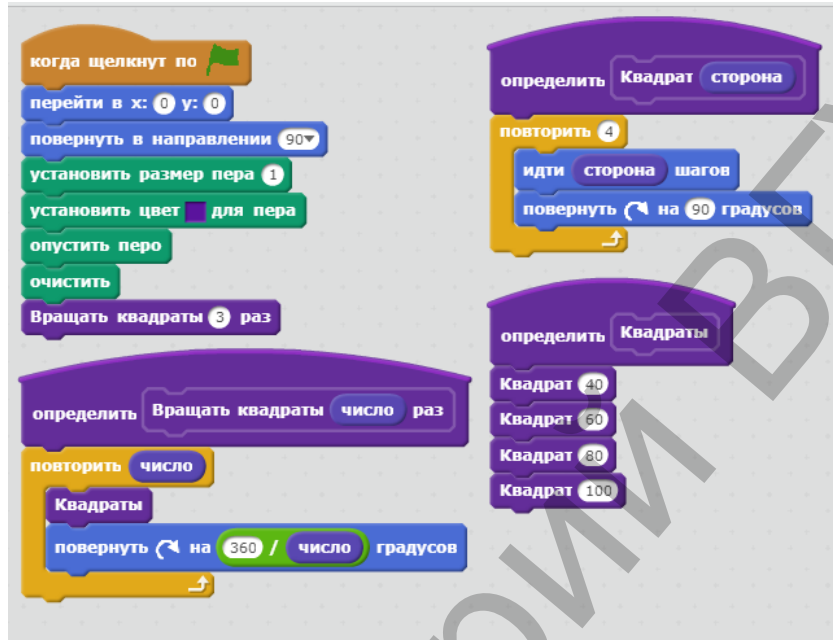 когда щелкнут по
перейти в x: 0 y: 0
повернуть в направлении 90
установить размер пера 1
установить цвет для пера
опустить перо
очистить
Вращать квадраты 3 раз
определить Вращать квадраты число раз
повторить число
Квадраты
повернуть на 360 / число градусов
определить Квадрат сторона
повторить 4
идти сторона шагов
повернуть на 90 градусов
определить Квадраты
Квадрат 40
Квадрат 60
Квадрат 80
Квадрат 100